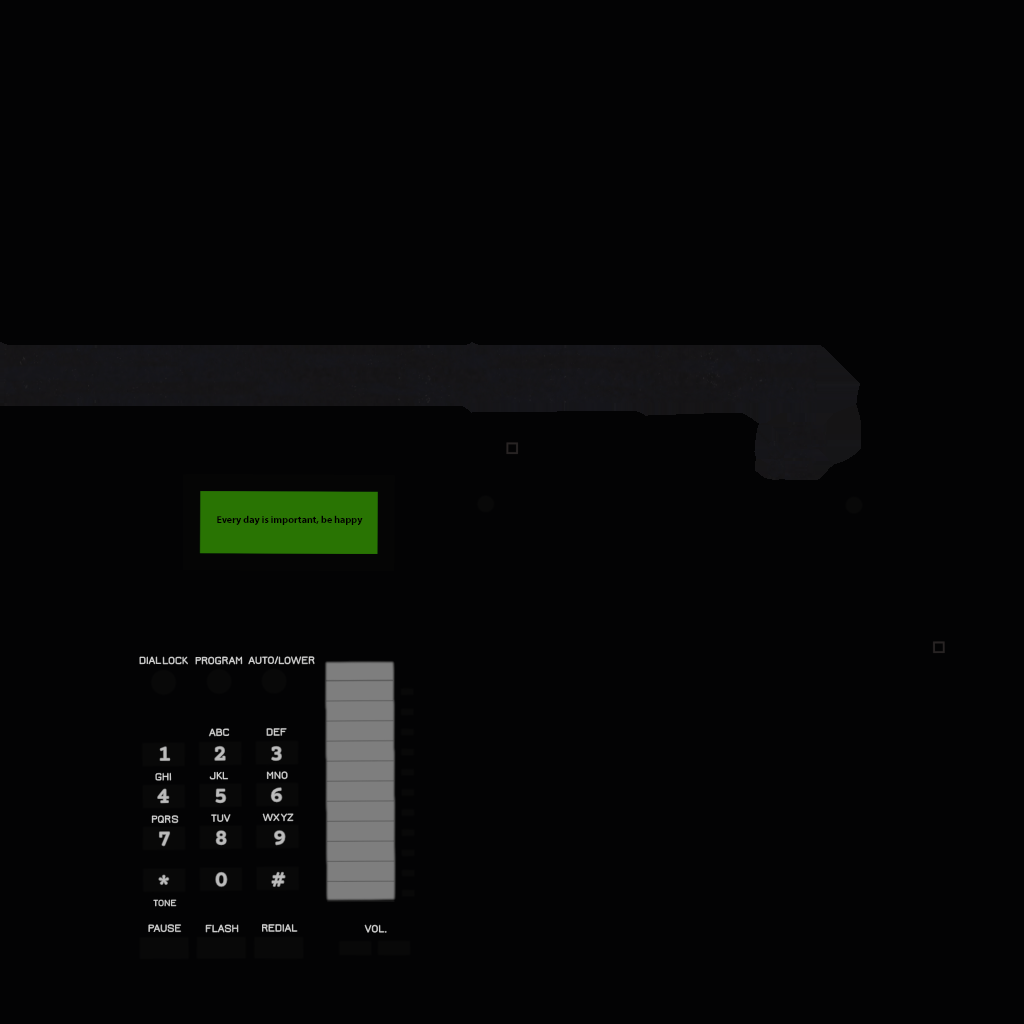 Every day is important, be happy
DIAL LOCK PROGRAM AUTO/LOWER
ABC DEF
1 2 3
GHI JKL MNO
4 5 6
PQRS TUV WXYZ
7 8 9
* 0 #
TONE
PAUSE FLASH REDIAL VOL.